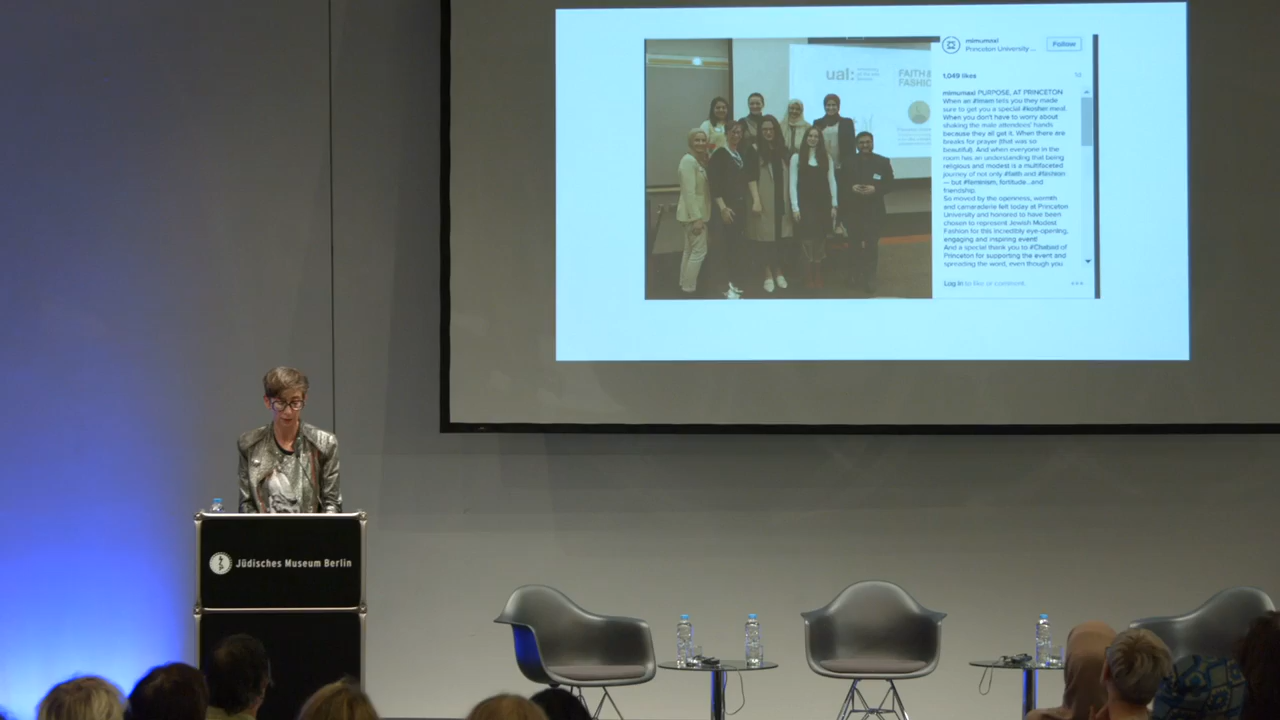 ual:
FAITH &
FASHIO
mimumaxi
Princeton University ...
Follow
1,049 likes
mimumaxi PURPOSE, AT PRINCETON
When an #imam tells you they made
sure to get you a special #kosher meal.
When you don't have to worry about
shaking the male attendees' hands
because they all get it. When there are
breaks for prayer (that was so
beautiful). And when everyone in the
room has an understanding that being
religious and modest is a multifaceted
journey of not only #faith and #fashion
— but #feminism, fortitude ..and
friendship.
So moved by the openness, warmth
and camaraderie felt today at Princeton
University and honored to have been
chosen to represent Jewish Modest
Fashion for this incredibly eye-opening,
engaging and inspiring event!
And a special thank you to #Chabad of
Princeton for supporting the event and
spreading the word, even though you
Log in to like or comment.
Jüdisches Museum Berlin